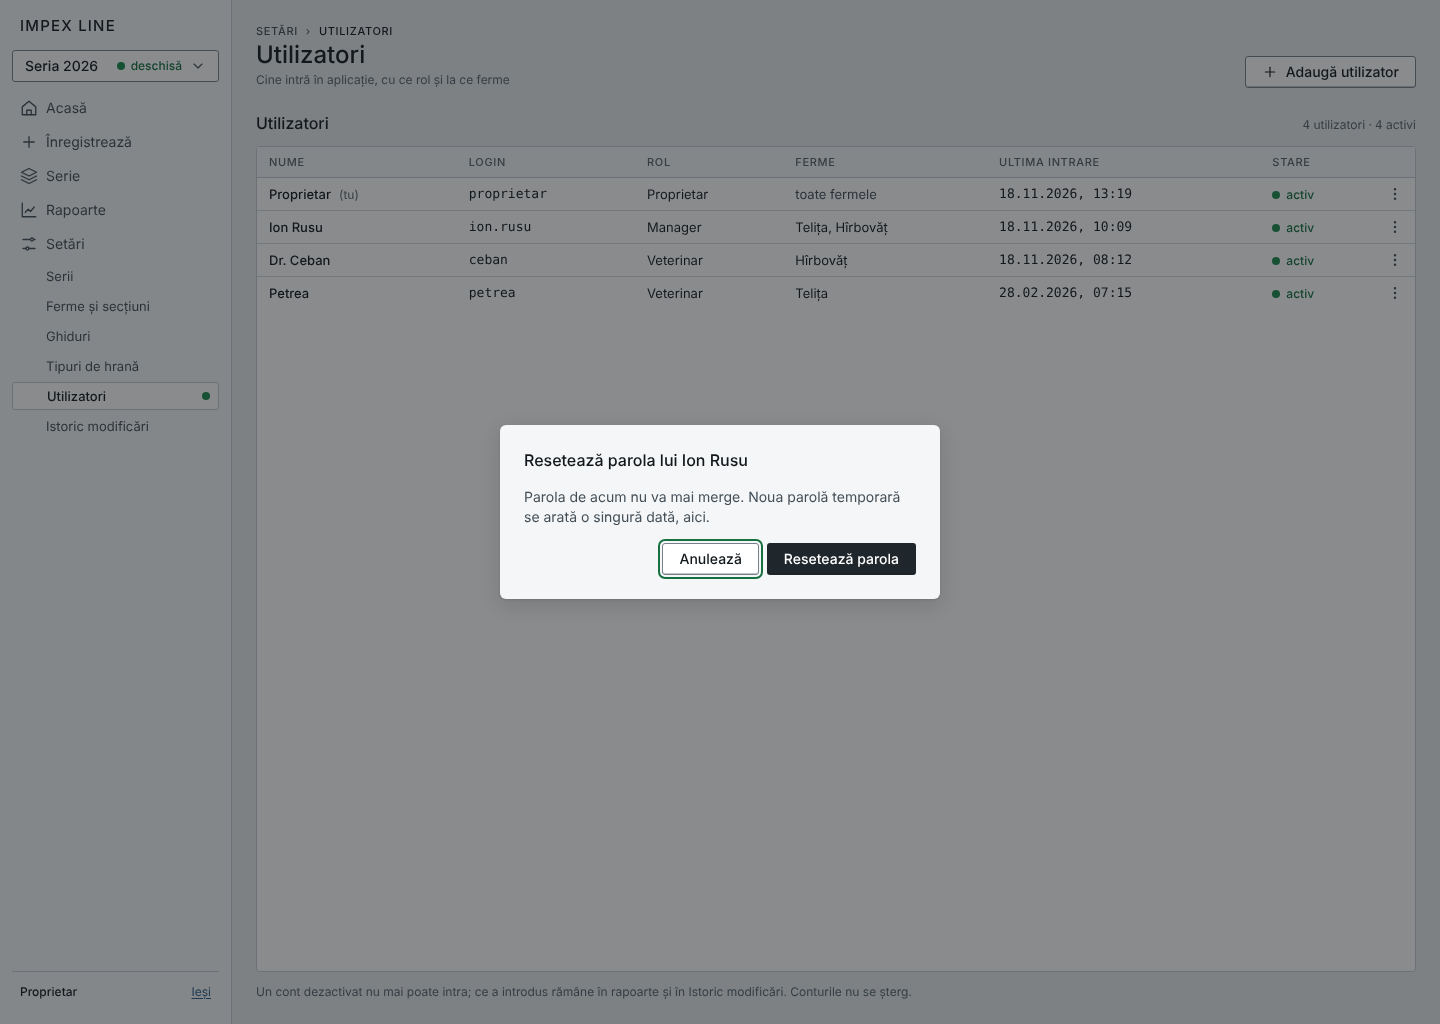 IMPEX LINE
Seria 2026 deschisă
Acasă
Înregistrează
Serie
Rapoarte
Setări
Serii
Ferme și secțiuni
Ghiduri
Tipuri de hrană
Utilizatori
Istoric modificări
Proprietar Ieși
SETĂRI › UTILIZATORI
Utilizatori
Cine intră în aplicație, cu ce rol și la ce ferme
Adaugă utilizator
Utilizatori
4 utilizatori · 4 activi
NUME LOGIN ROL FERME ULTIMA INTRARE STARE
Proprietar (tu) proprietar Proprietar toate fermele 18.11.2026, 13:19 activ
Ion Rusu ion.rusu Manager Telița, Hîrbovăț 18.11.2026, 10:09 activ
Dr. Ceban ceban Veterinar Hîrbovăț 18.11.2026, 08:12 activ
Petrea petrea Veterinar Telița 28.02.2026, 07:15 activ
Resetează parola lui Ion Rusu
Parola de acum nu va mai merge. Noua parolă temporară
se arată o singură dată, aici.
Anulează Resetează parola
Un cont dezactivat nu mai poate intra; ce a introdus rămâne în rapoarte și în Istoric modificări. Conturile nu se șterg.